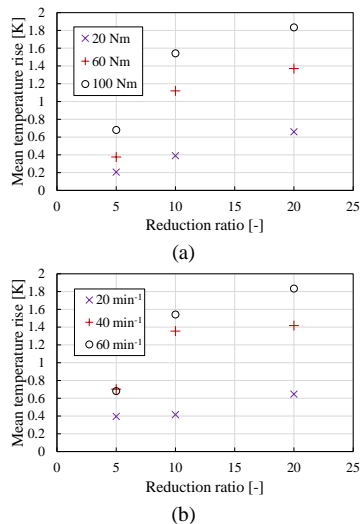 Mean temperature rise [K]
2
1.8
1.6
1.4
1.2
1
0.8
0.6
0.4
0.2
0
20 Nm
60 Nm
100 Nm
0 5 10 15 20 25
Reduction ratio [-]
(a)
Mean temperature rise [K]
2
1.8
1.6
1.4
1.2
1
0.8
0.6
0.4
0.2
0
20 min⁻¹
40 min⁻¹
60 min⁻¹
0 5 10 15 20 25
Reduction ratio [-]
(b)